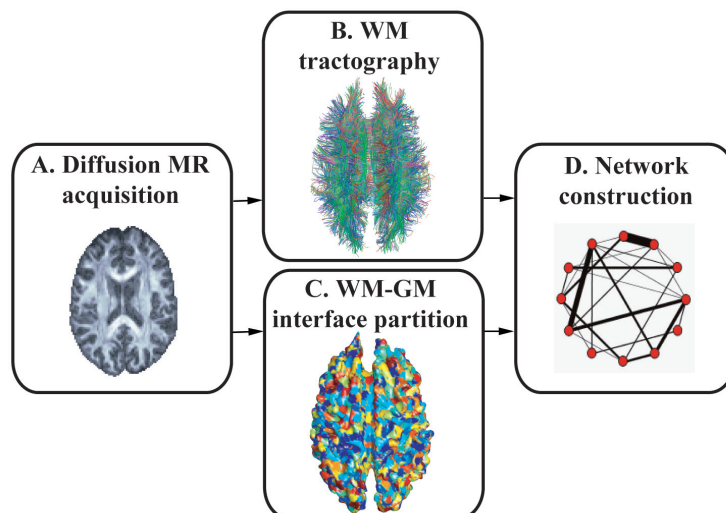 A. Diffusion MR
acquisition
B. WM
tractography
C. WM-GM
interface partition
D. Network
construction